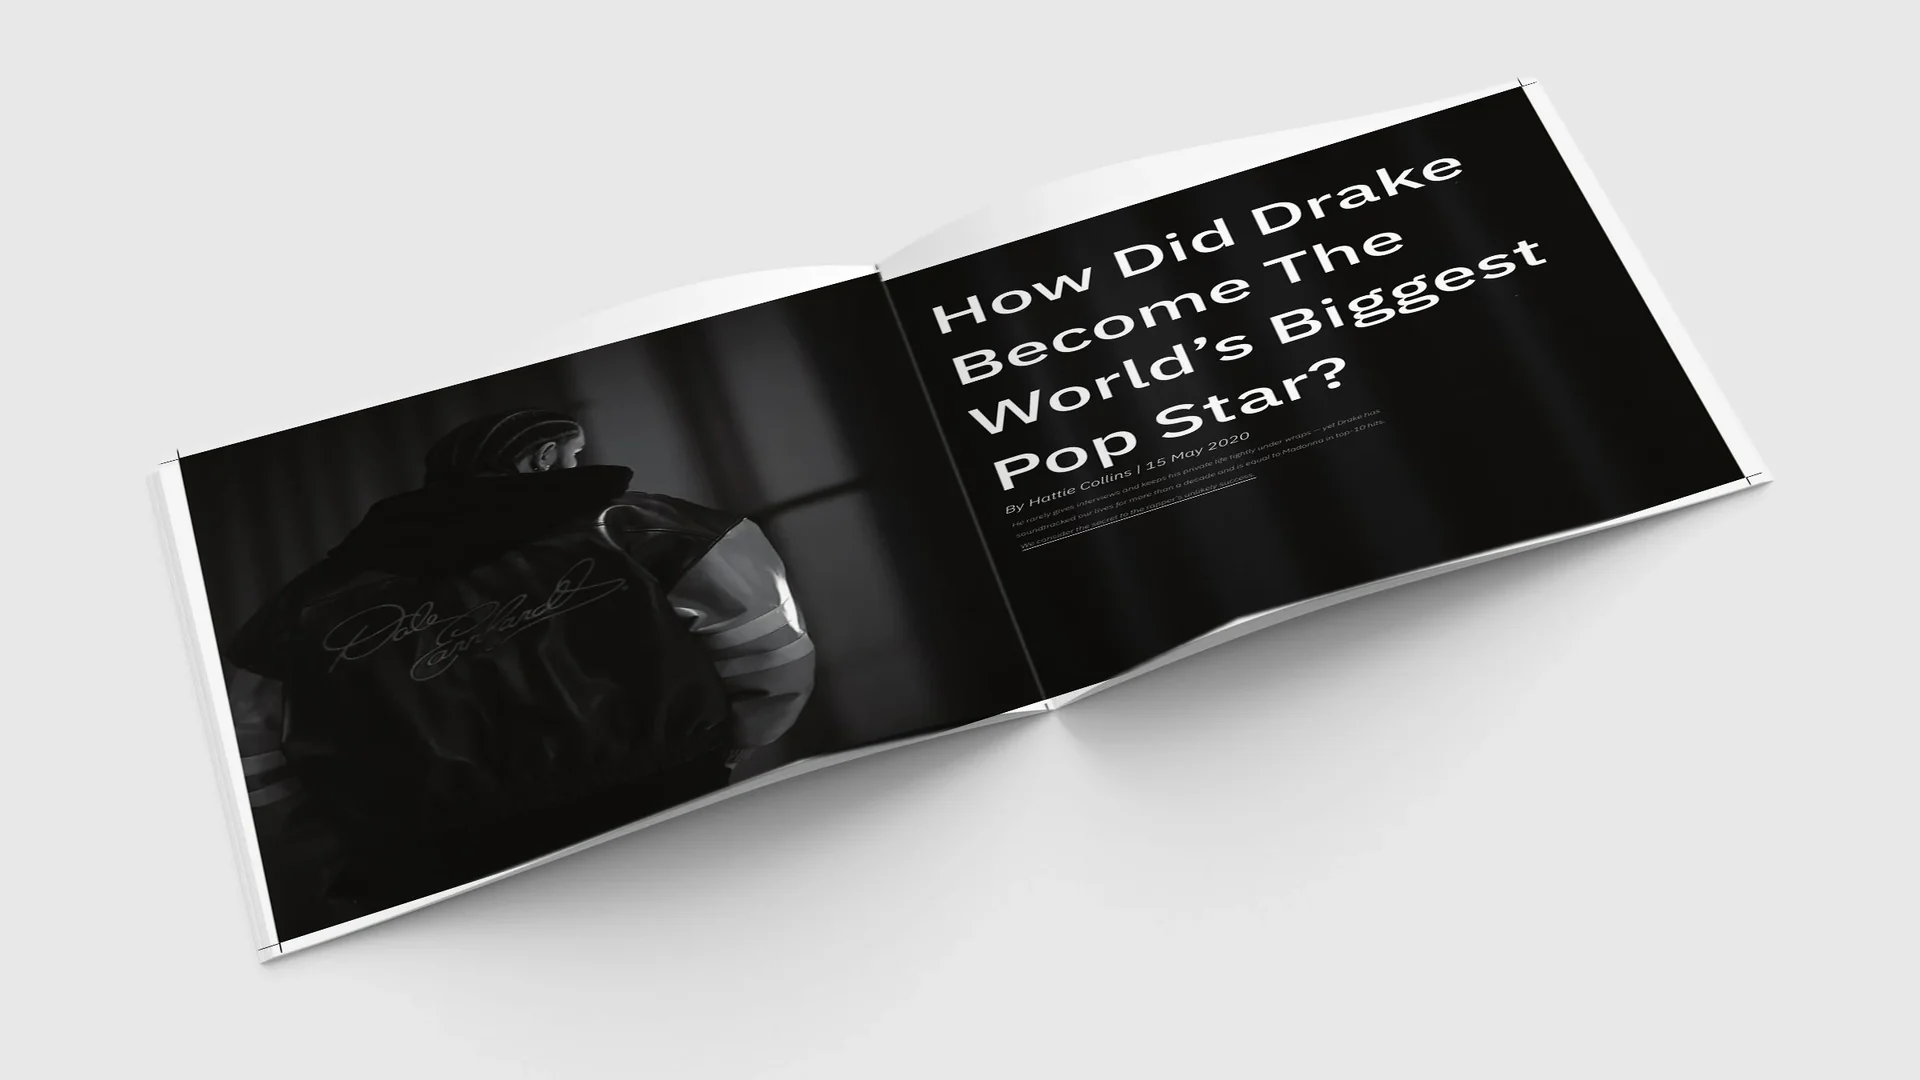 Dale
Earnhardt
How Did Drake
Become The
World’s Biggest
Pop Star?
By Hattie Collins | 15 May 2020
He rarely gives interviews and keeps his private life tightly under wraps – yet Drake has
soundtracked our lives for more than a decade and is equal to Madonna in top-10 hits.
We consider the secret to the rapper’s unlikely success.